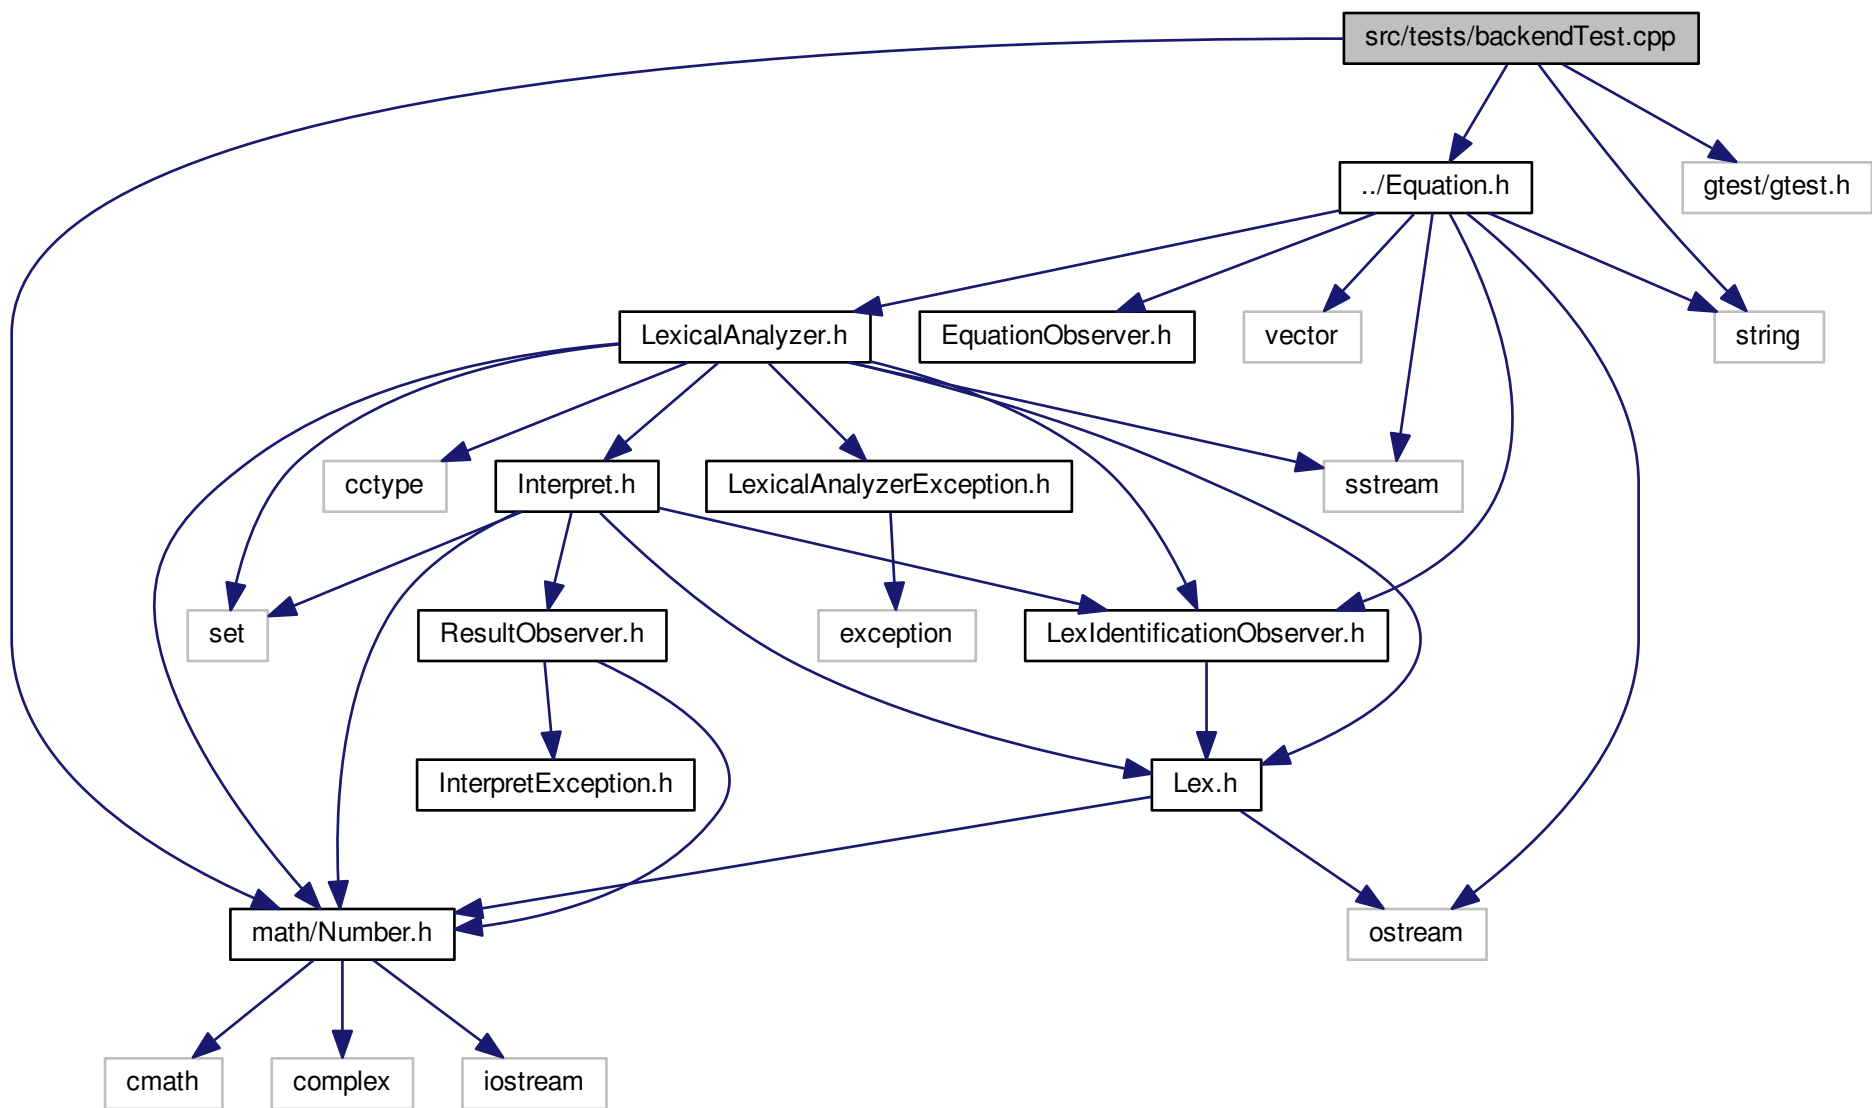 src/tests/backendTest.cpp
../Equation.h
gtest/gtest.h
LexicalAnalyzer.h
EquationObserver.h
vector
string
cctype
Interpret.h
LexicalAnalyzerException.h
sstream
set
ResultObserver.h
exception
LexIdentificationObserver.h
InterpretException.h
Lex.h
math/Number.h
ostream
cmath
complex
iostream